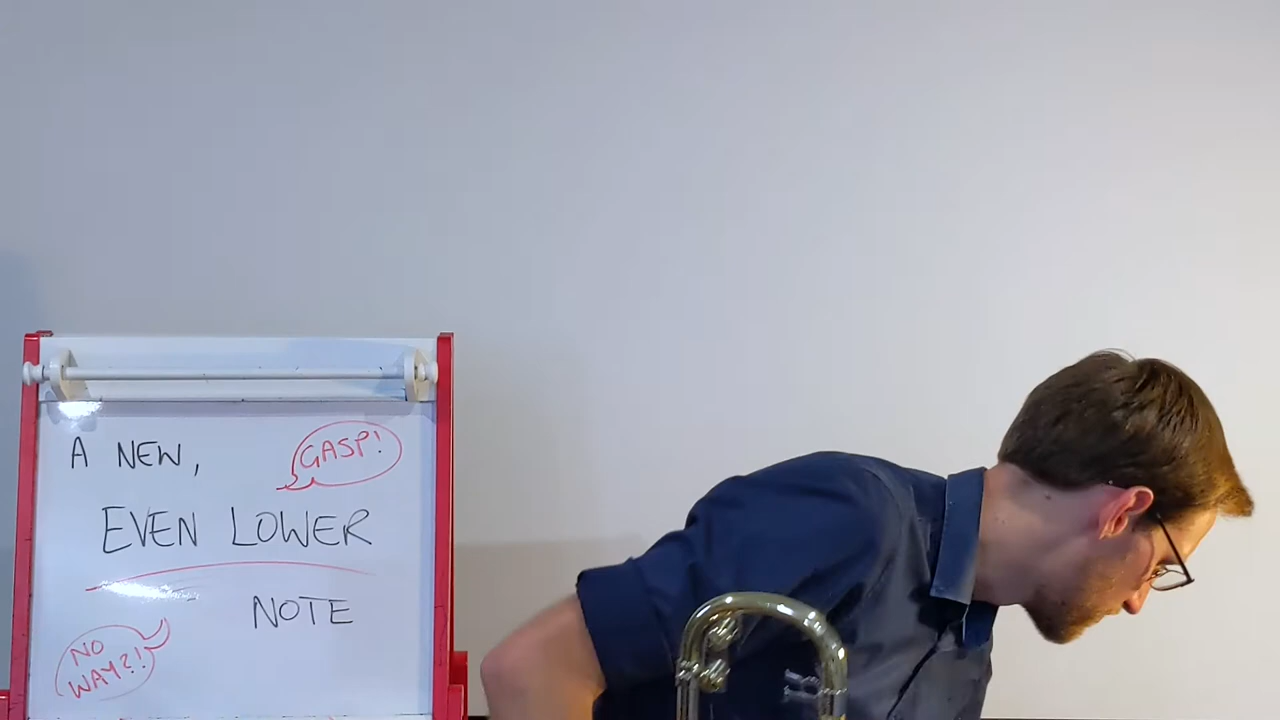 A NEW,
GASP!
EVEN LOWER
NOTE
NO
WAY?!